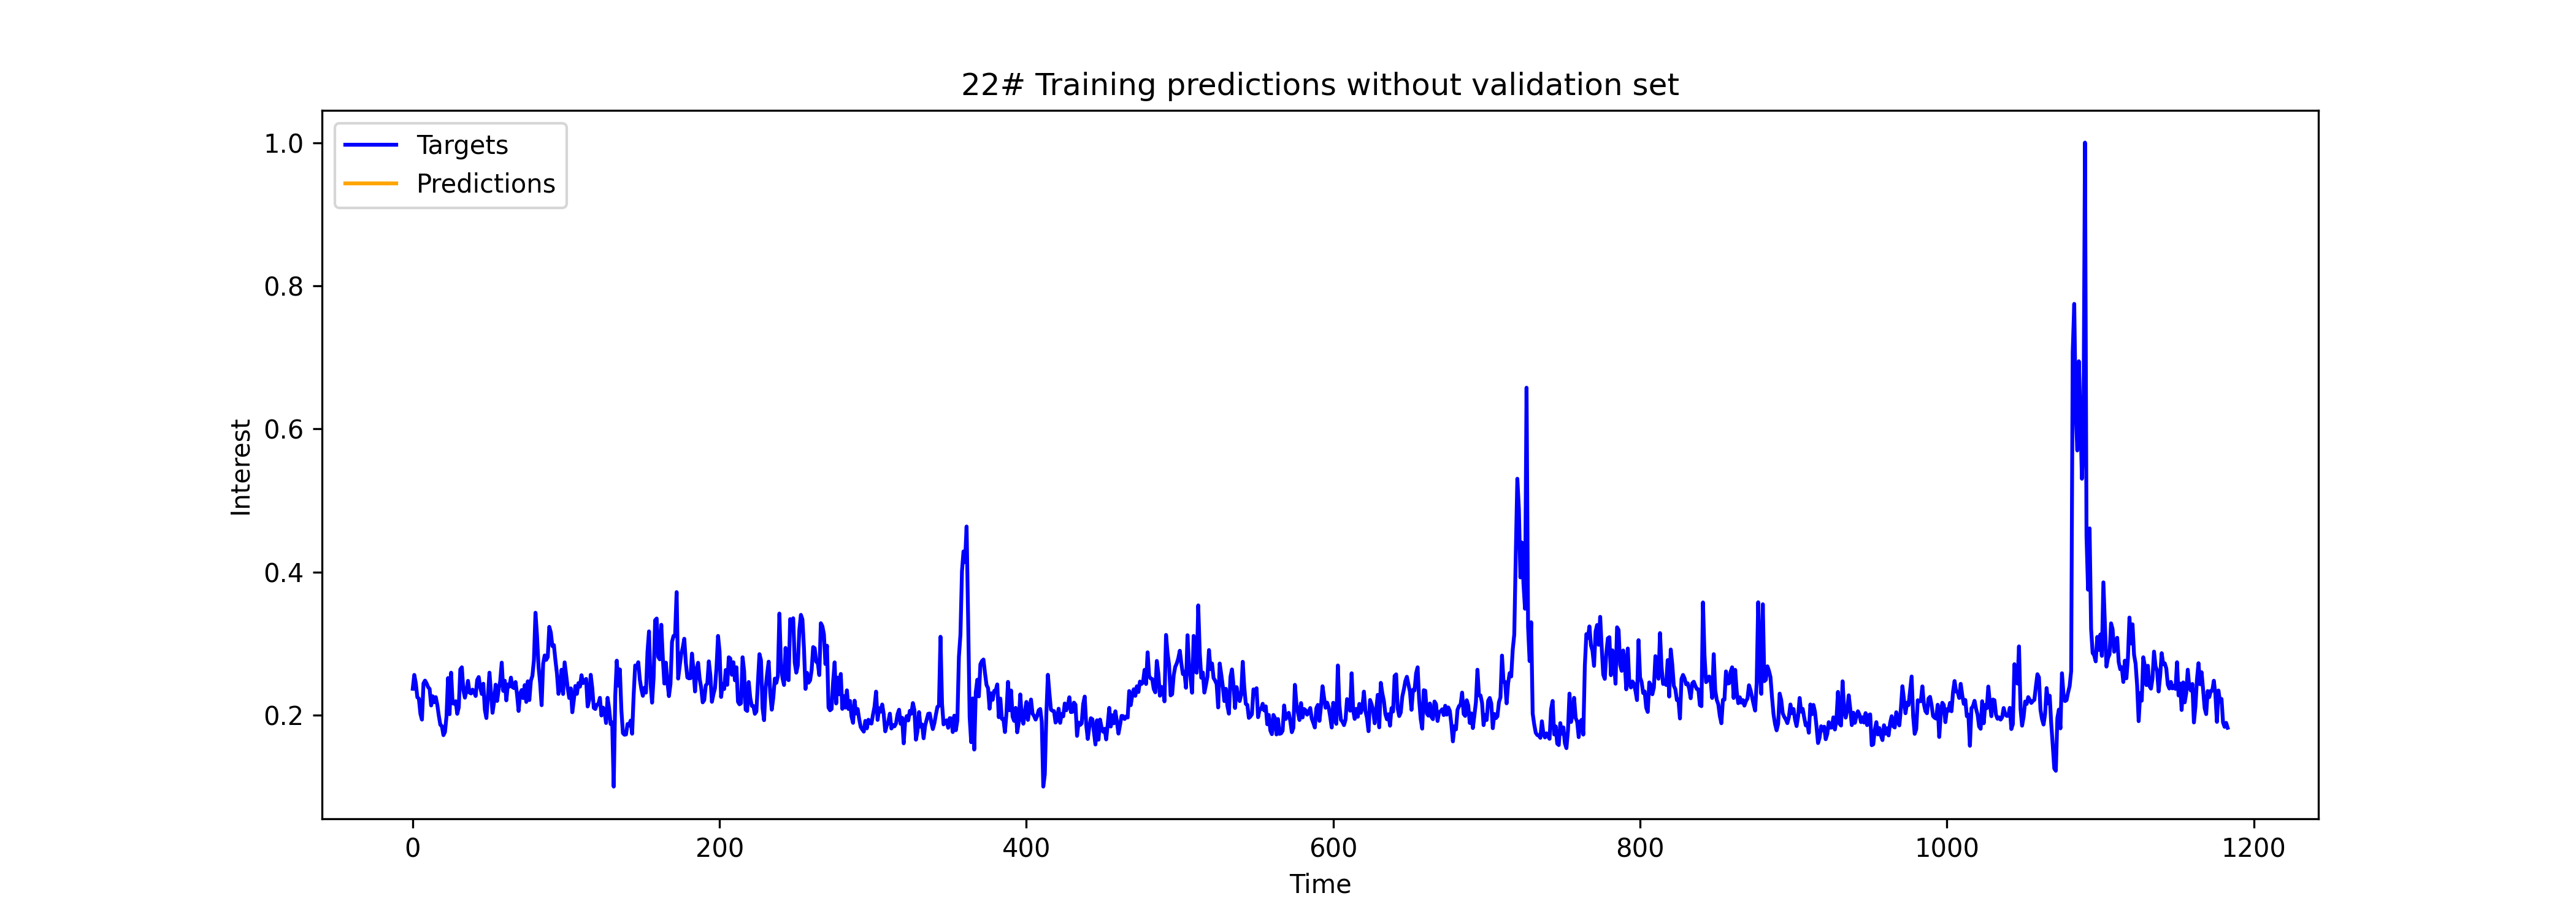 22# Training predictions without validation set
Targets
Predictions
1.0
0.8
0.6
0.4
0.2
Interest
0 200 400 600 800 1000 1200
Time